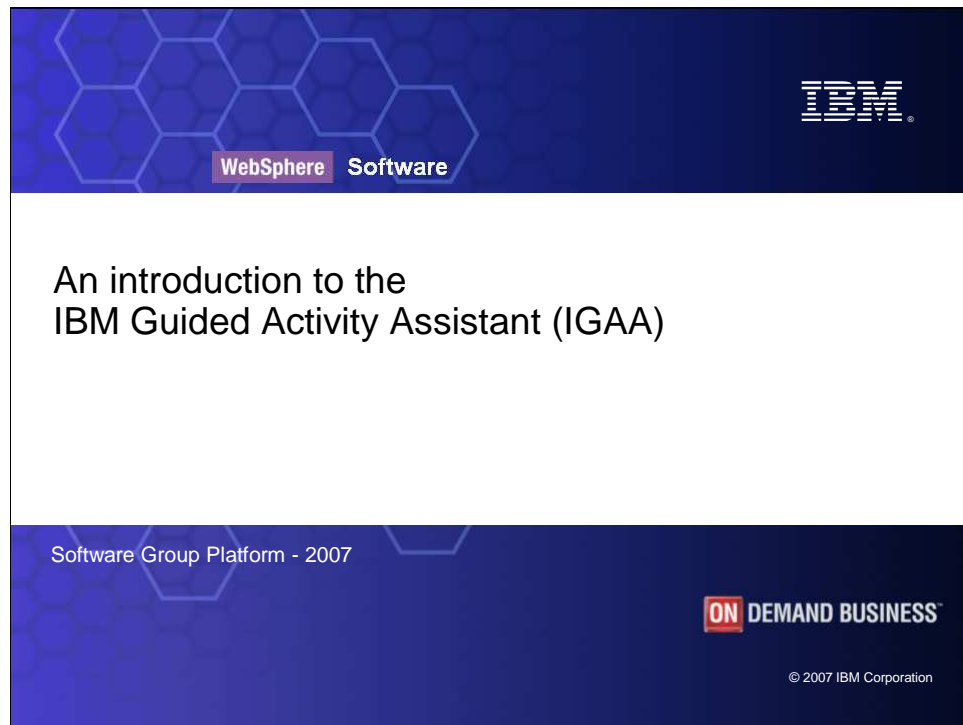 IBM®
WebSphere Software
An introduction to the
IBM Guided Activity Assistant (IGAA)
Software Group Platform - 2007
ON DEMAND BUSINESS™
© 2007 IBM Corporation